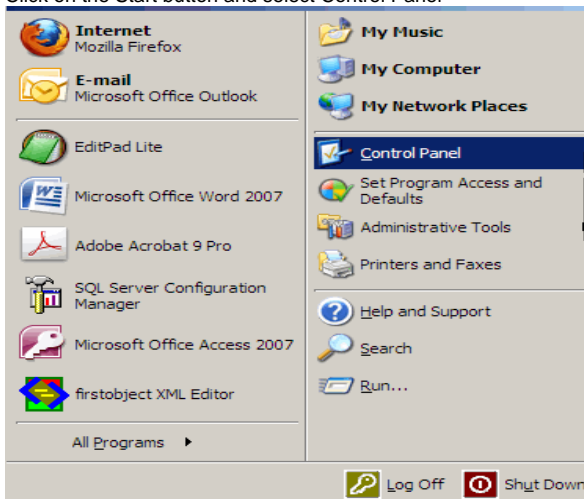 Click on the Start button and select Control Panel
Internet
Mozilla Firefox
E-mail
Microsoft Office Outlook
EditPad Lite
Microsoft Office Word 2007
Adobe Acrobat 9 Pro
SQL Server Configuration
Manager
Microsoft Office Access 2007
firstobject XML Editor
All Programs
My Music
My Computer
My Network Places
Control Panel
Set Program Access and
Defaults
Administrative Tools
Printers and Faxes
Help and Support
Search
Run...
Log Off
Shut Down